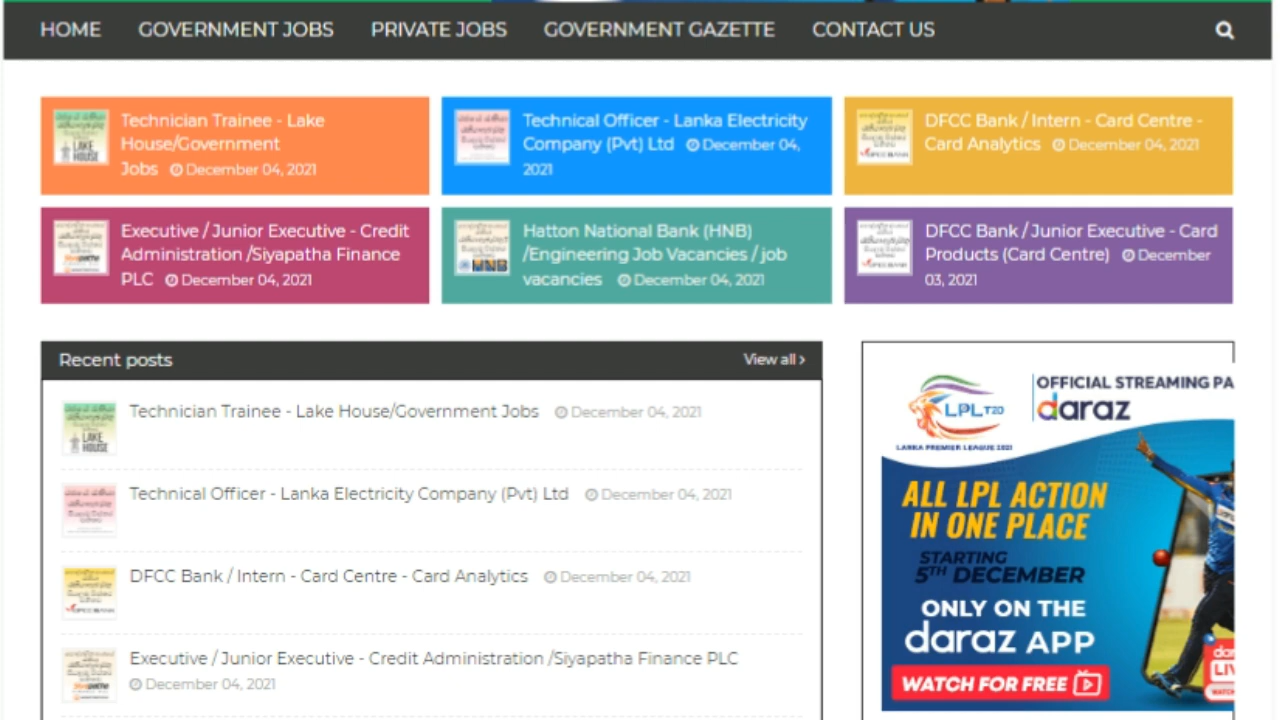 HOME GOVERNMENT JOBS PRIVATE JOBS GOVERNMENT GAZETTE CONTACT US
Technician Trainee - Lake
House/Government
Jobs December 04, 2021
Technical Officer - Lanka Electricity
Company (Pvt) Ltd December 04,
2021
DFCC Bank / Intern - Card Centre -
Card Analytics December 04, 2021
Executive / Junior Executive - Credit
Administration /Siyapatha Finance
PLC December 04, 2021
Hatton National Bank (HNB)
/Engineering Job Vacancies / job
vacancies December 04, 2021
DFCC Bank / Junior Executive - Card
Products (Card Centre) December
03, 2021
Recent posts View all ›
Technician Trainee - Lake House/Government Jobs December 04, 2021
LAKE
HOUSE
Technical Officer - Lanka Electricity Company (Pvt) Ltd December 04, 2021
DFCC Bank / Intern - Card Centre - Card Analytics December 04, 2021
Executive / Junior Executive - Credit Administration /Siyapatha Finance PLC
December 04, 2021
OFFICIAL STREAMING PA
daraz
LPL T20
LANKA PREMIER LEAGUE 2021
ALL LPL ACTION
IN ONE PLACE
STARTING
5TH DECEMBER
ONLY ON THE
daraz APP
WATCH FOR FREE